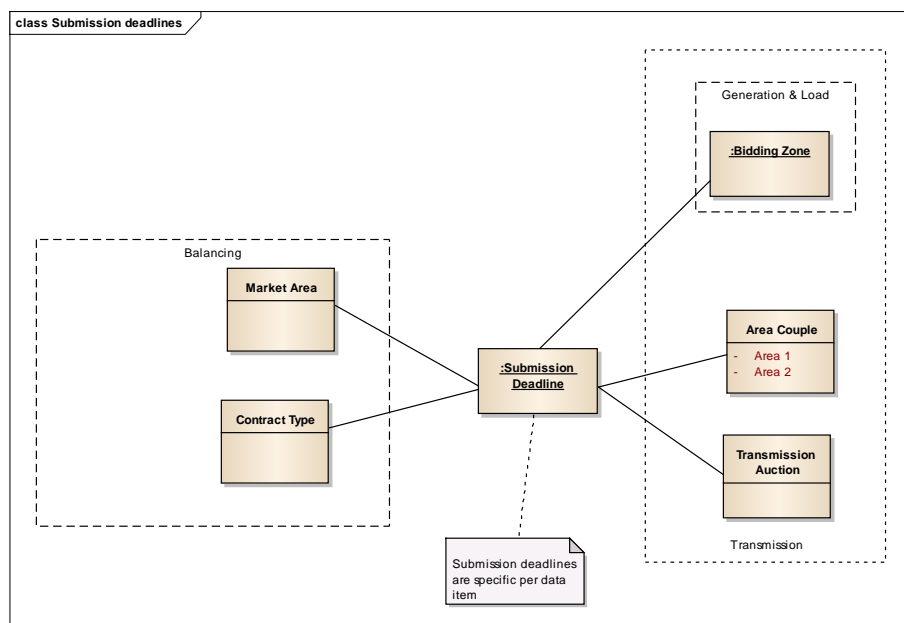 class Submission deadlines
Generation & Load
:Bidding Zone
Balancing
Market Area
Area Couple
- Area 1
- Area 2
:Submission
Deadline
Contract Type
Transmission
Auction
Transmission
Submission deadlines
are specific per data
item